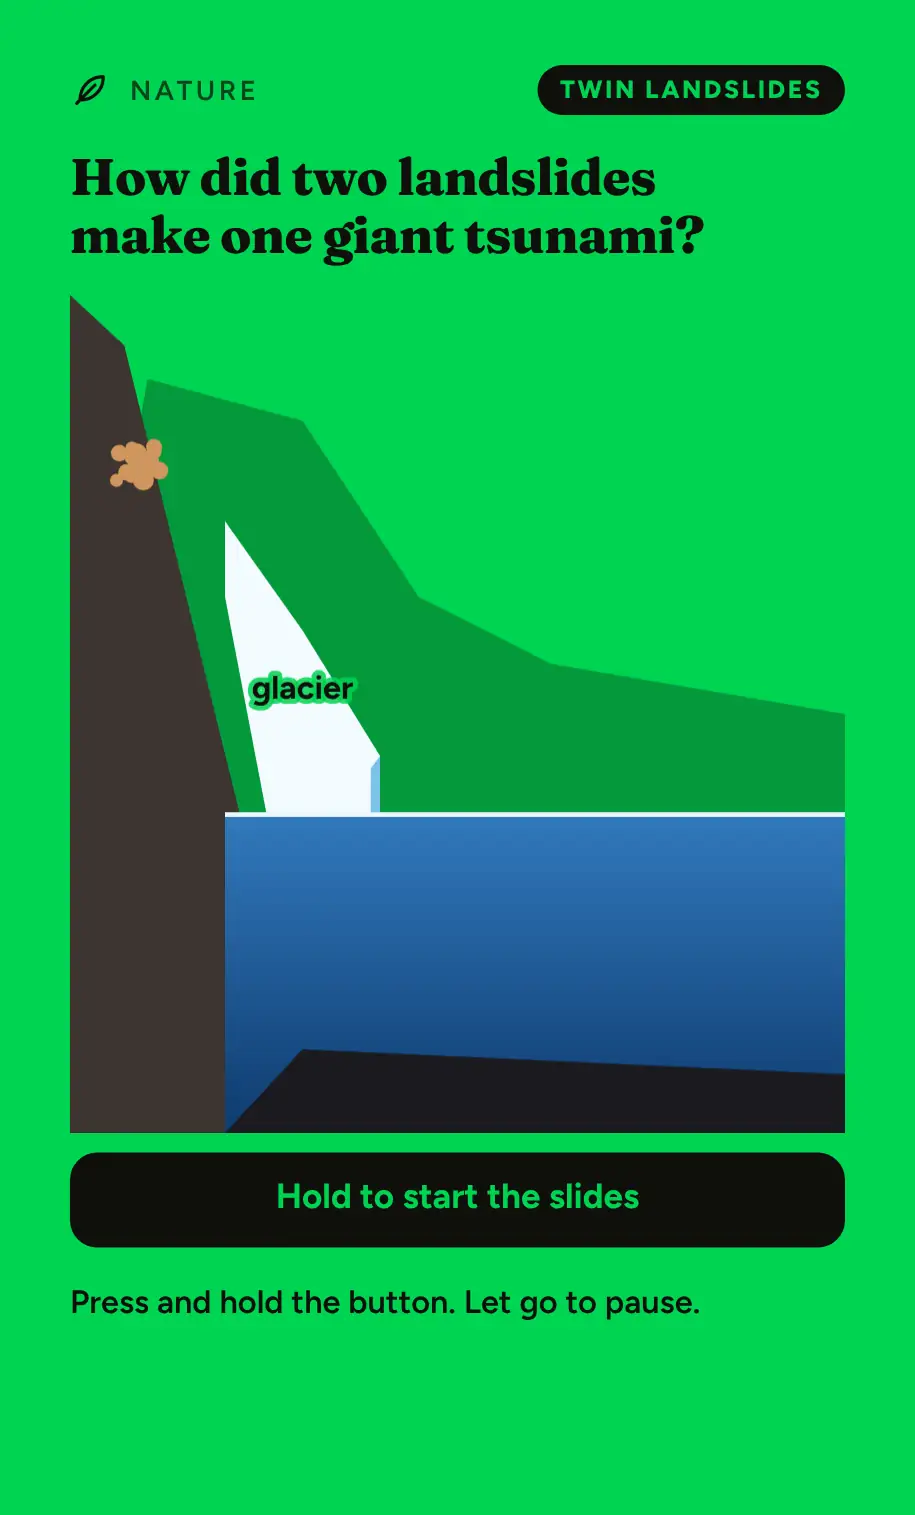 NATURE
TWIN LANDSLIDES
How did two landslides
make one giant tsunami?
glacier
Hold to start the slides
Press and hold the button. Let go to pause.